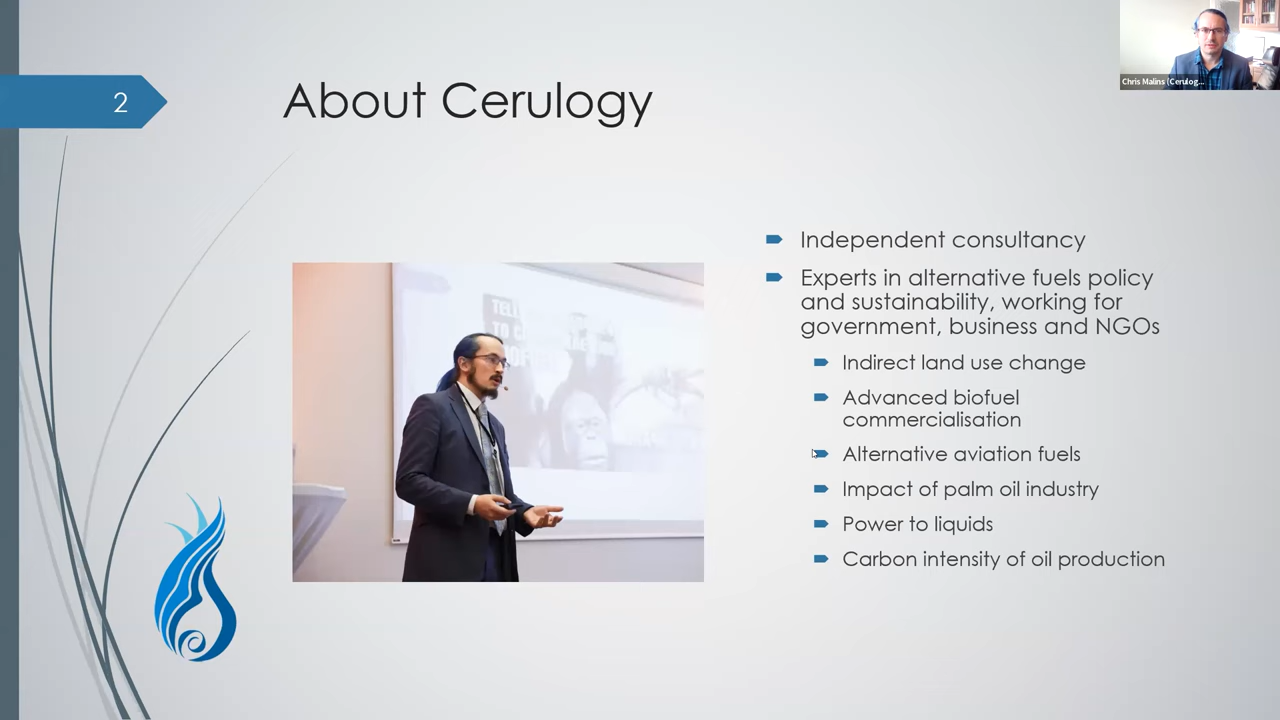 2
About Cerulogy
Chris Malins (Cerulog...
Independent consultancy
Experts in alternative fuels policy
and sustainability, working for
government, business and NGOs
Indirect land use change
Advanced biofuel
commercialisation
Alternative aviation fuels
Impact of palm oil industry
Power to liquids
Carbon intensity of oil production